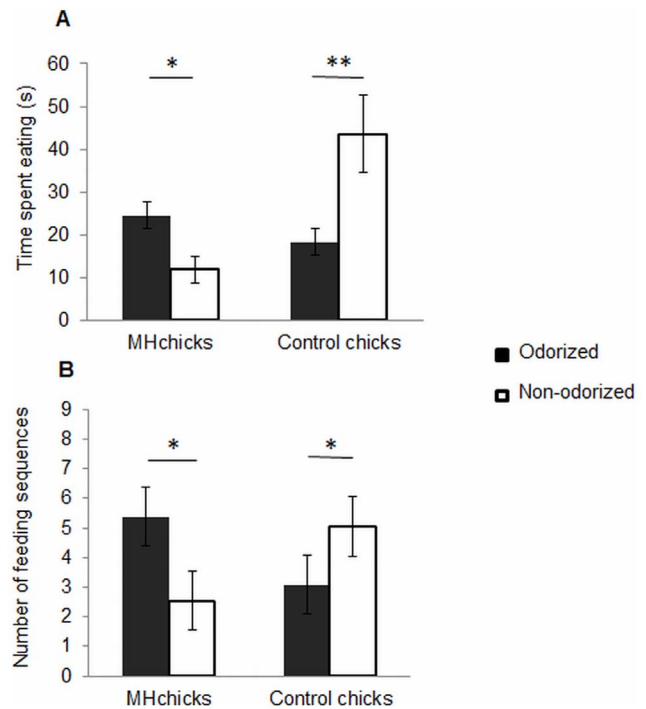 A
Time spent eating (s)
60
50
40
30
20
10
0
*
**
MHchicks
Control chicks
Odorized
Non-odorized
B
Number of feeding sequences
9
8
7
6
5
4
3
2
1
0
*
*
MHchicks
Control chicks